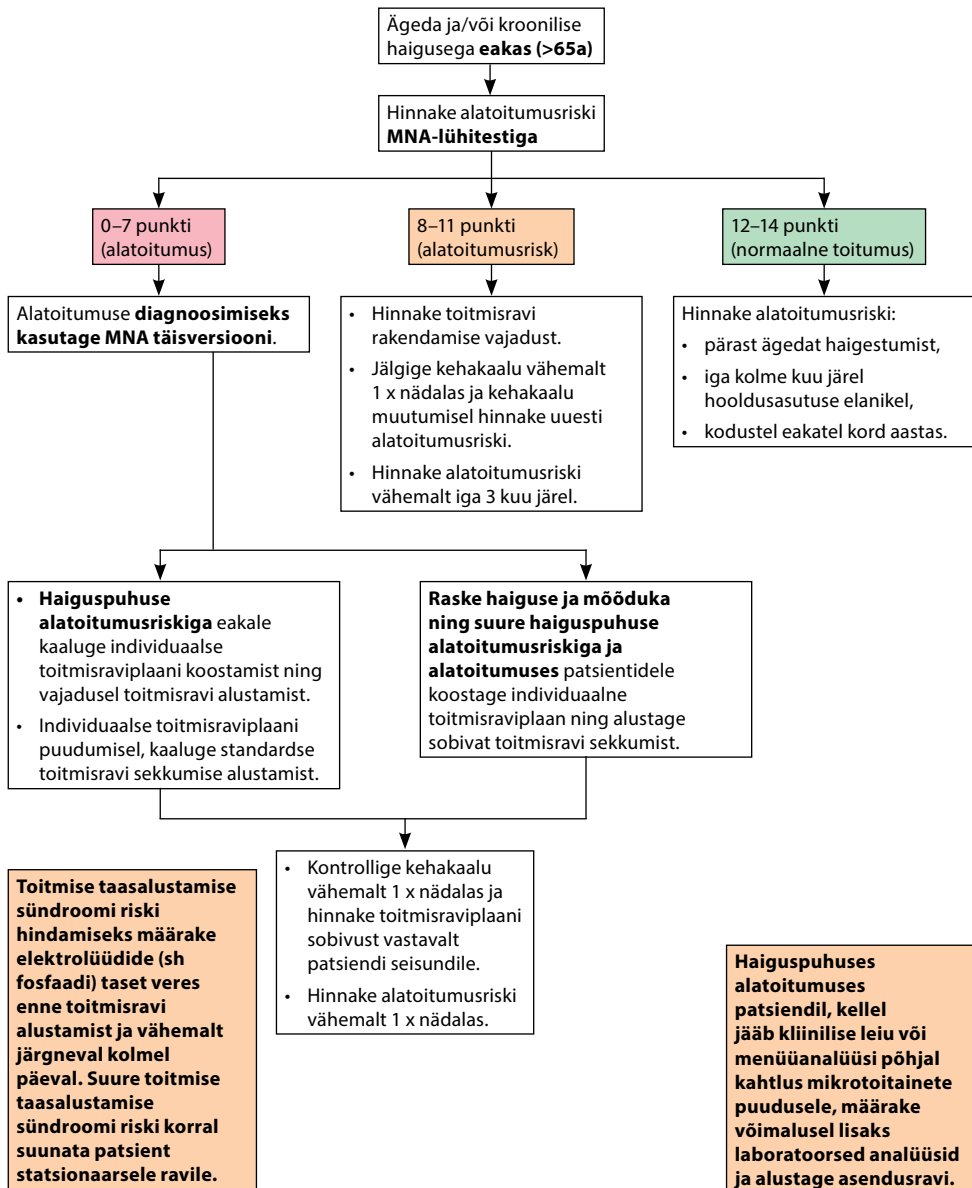 Ägeda ja/või kroonilise
haigusega eakas (>65a)
Hinnake alatoitumusriski
MNA-lühitestiga
0–7 punkti
(alatoitumus)
8–11 punkti
(alatoitumusrisk)
12–14 punkti
(normaalne toitumus)
Alatoitumuse diagnoosimiseks
kasutage MNA täisversiooni.
• Hinnake toitmisravi
rakendamise vajadust.
• Jälgige kehakaalu vähemalt
1 x nädalas ja kehakaalu
muutumisel hinnake uuesti
alatoitumusriski.
• Hinnake alatoitumusriski
vähemalt iga 3 kuu järel.
Hinnake alatoitumusriski:
• pärast ägedat haigestumist,
• iga kolme kuu järel
hooldusasutuse elanikel,
• kodustel eakatel kord aastas.
• Haiguspuhuse
alatoitumusriskiga eakale
kaaluge individuaalse
toitmisraviplaani koostamist ning
vajadusel toitmisravi alustamist.
• Individuaalse toitmisraviplaani
puudumisel, kaaluge standardse
toitmisravi sekkumise alustamist.
Raske haiguse ja mõõduka
ning suure haiguspuhuse
alatoitumusriskiga ja
alatoitumuses patsientidele
koostage individuaalne
toitmisraviplaan ning alustage
sobivat toitmisravi sekkumist.
• Kontrollige kehakaalu
vähemalt 1 x nädalas ja
hinnake toitmisraviplaani
sobivust vastavalt
patsiendi seisundile.
• Hinnake alatoitumusriski
vähemalt 1 x nädalas.
Toitmise taasalustamise
sündroomi riski
hindamiseks määrake
elektrolüüdide (sh
fosfaadi) taset veres
enne toitmisravi
alustamist ja vähemalt
järgneval kolmel
päeval. Suure toitmise
taasalustamise
sündroomi riski korral
suunata patsient
statsionaarsele ravile.
Haiguspuhuses
alatoitumuses
patsiendil, kellel
jääb kliinilise leiu või
menüüanalüüsi põhjal
kahtlus mikrotoitainete
puudusele, määrake
võimalusel lisaks
laboratoorsed analüüsid
ja alustage asendusravi.